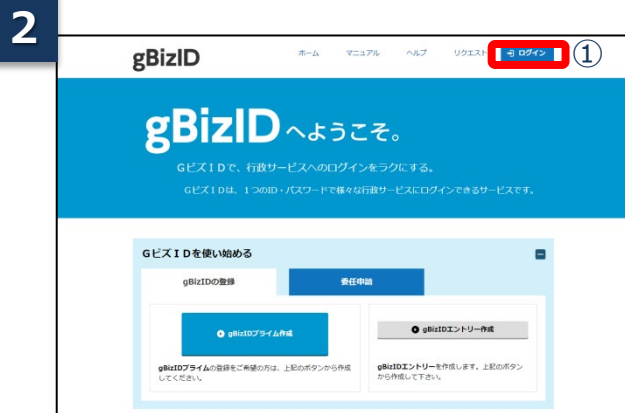 2
gBizID
ホーム マニュアル ヘルプ リクエスト ログイン ①
gBizIDへようこそ。
GビズIDで、行政サービスへのログインをラクにする。
GビズIDは、1つのID・パスワードで様々な行政サービスにログインできるサービスです。
GビズIDを使い始める
gBizIDの登録 委任申請
gBizIDプライム作成
gBizIDエントリー作成
gBizIDプライムの登録をご希望の方は、上記のボタンから作成
してください。
gBizIDエントリーを作成します。上記のボタン
から作成して下さい。